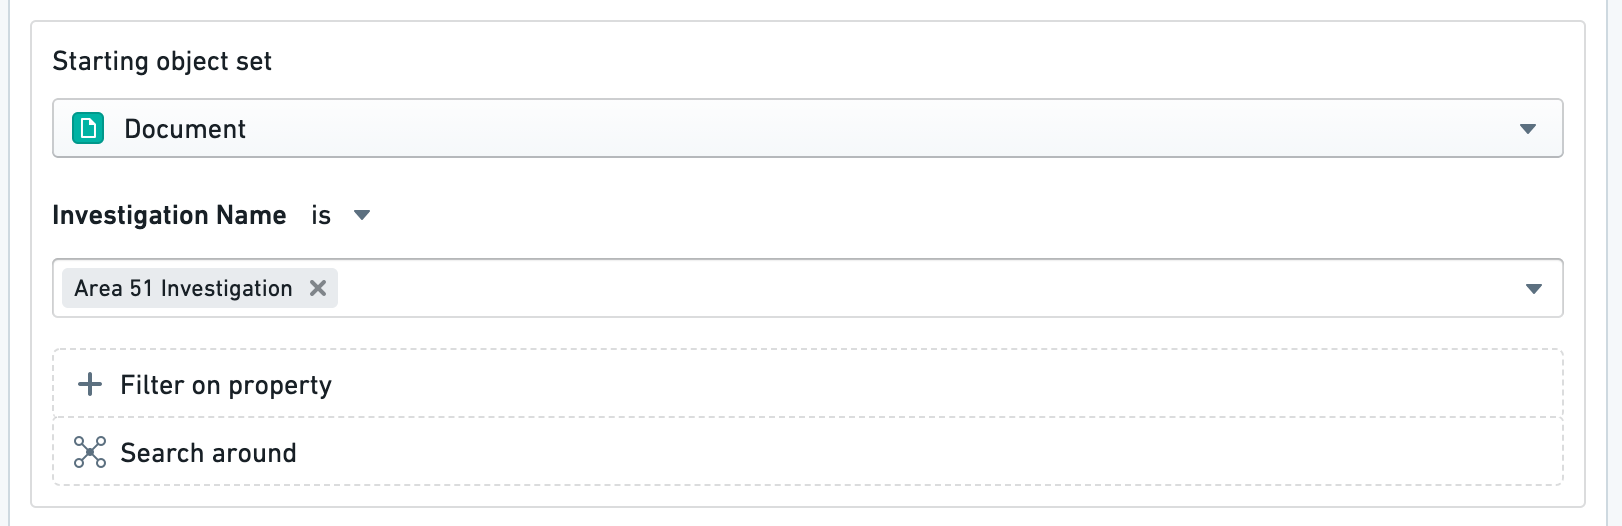 Starting object set
Document
Investigation Name is
Area 51 Investigation
Filter on property
Search around